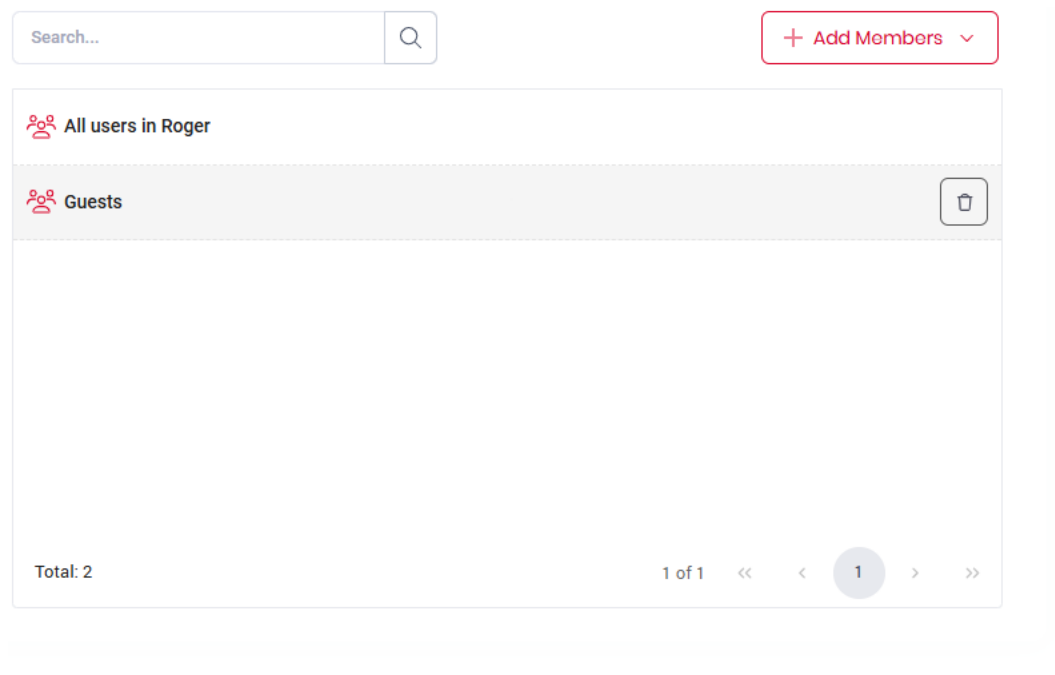 Search...
Add Members
All users in Roger
Guests
Total: 2
1 of 1
1